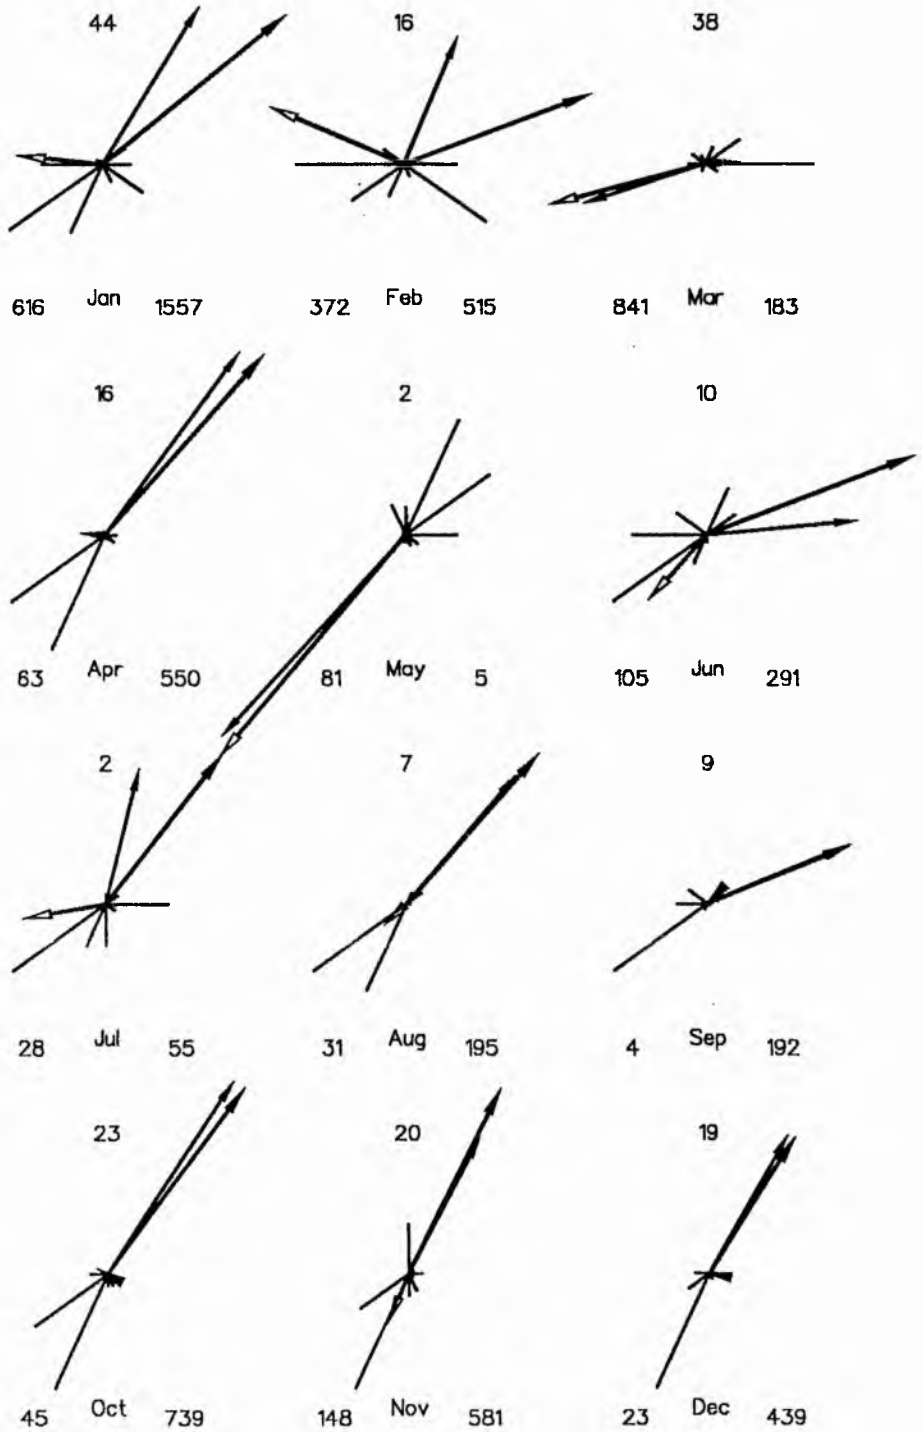 44 16 38
616 Jan 1557 372 Feb 515 841 Mar 183
16 2 10
63 Apr 550 81 May 5 105 Jun 291
2 7 9
28 Jul 55 31 Aug 195 4 Sep 192
23 20 19
45 Oct 739 148 Nov 581 23 Dec 439